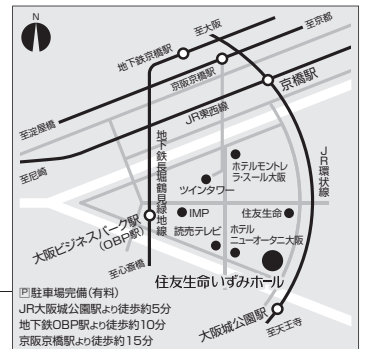 N
至大阪
至京都
地下鉄京橋駅
京阪京橋駅
京橋駅
至淀屋橋
JR東西線
至尼崎
地下鉄長堀鶴見緑地線
JR環状線
ホテルモントレ
ラ・スール大阪
ツインタワー
IMP
住友生命
大阪ビジネスパーク駅
(OBP駅)
読売テレビ
ホテル
ニューオータニ大阪
至心斎橋
住友生命いずみホール
大阪城公園駅
至天王寺
P駐車場完備(有料)
JR大阪城公園駅より徒歩約5分
地下鉄OBP駅より徒歩約10分
京阪京橋駅より徒歩約15分